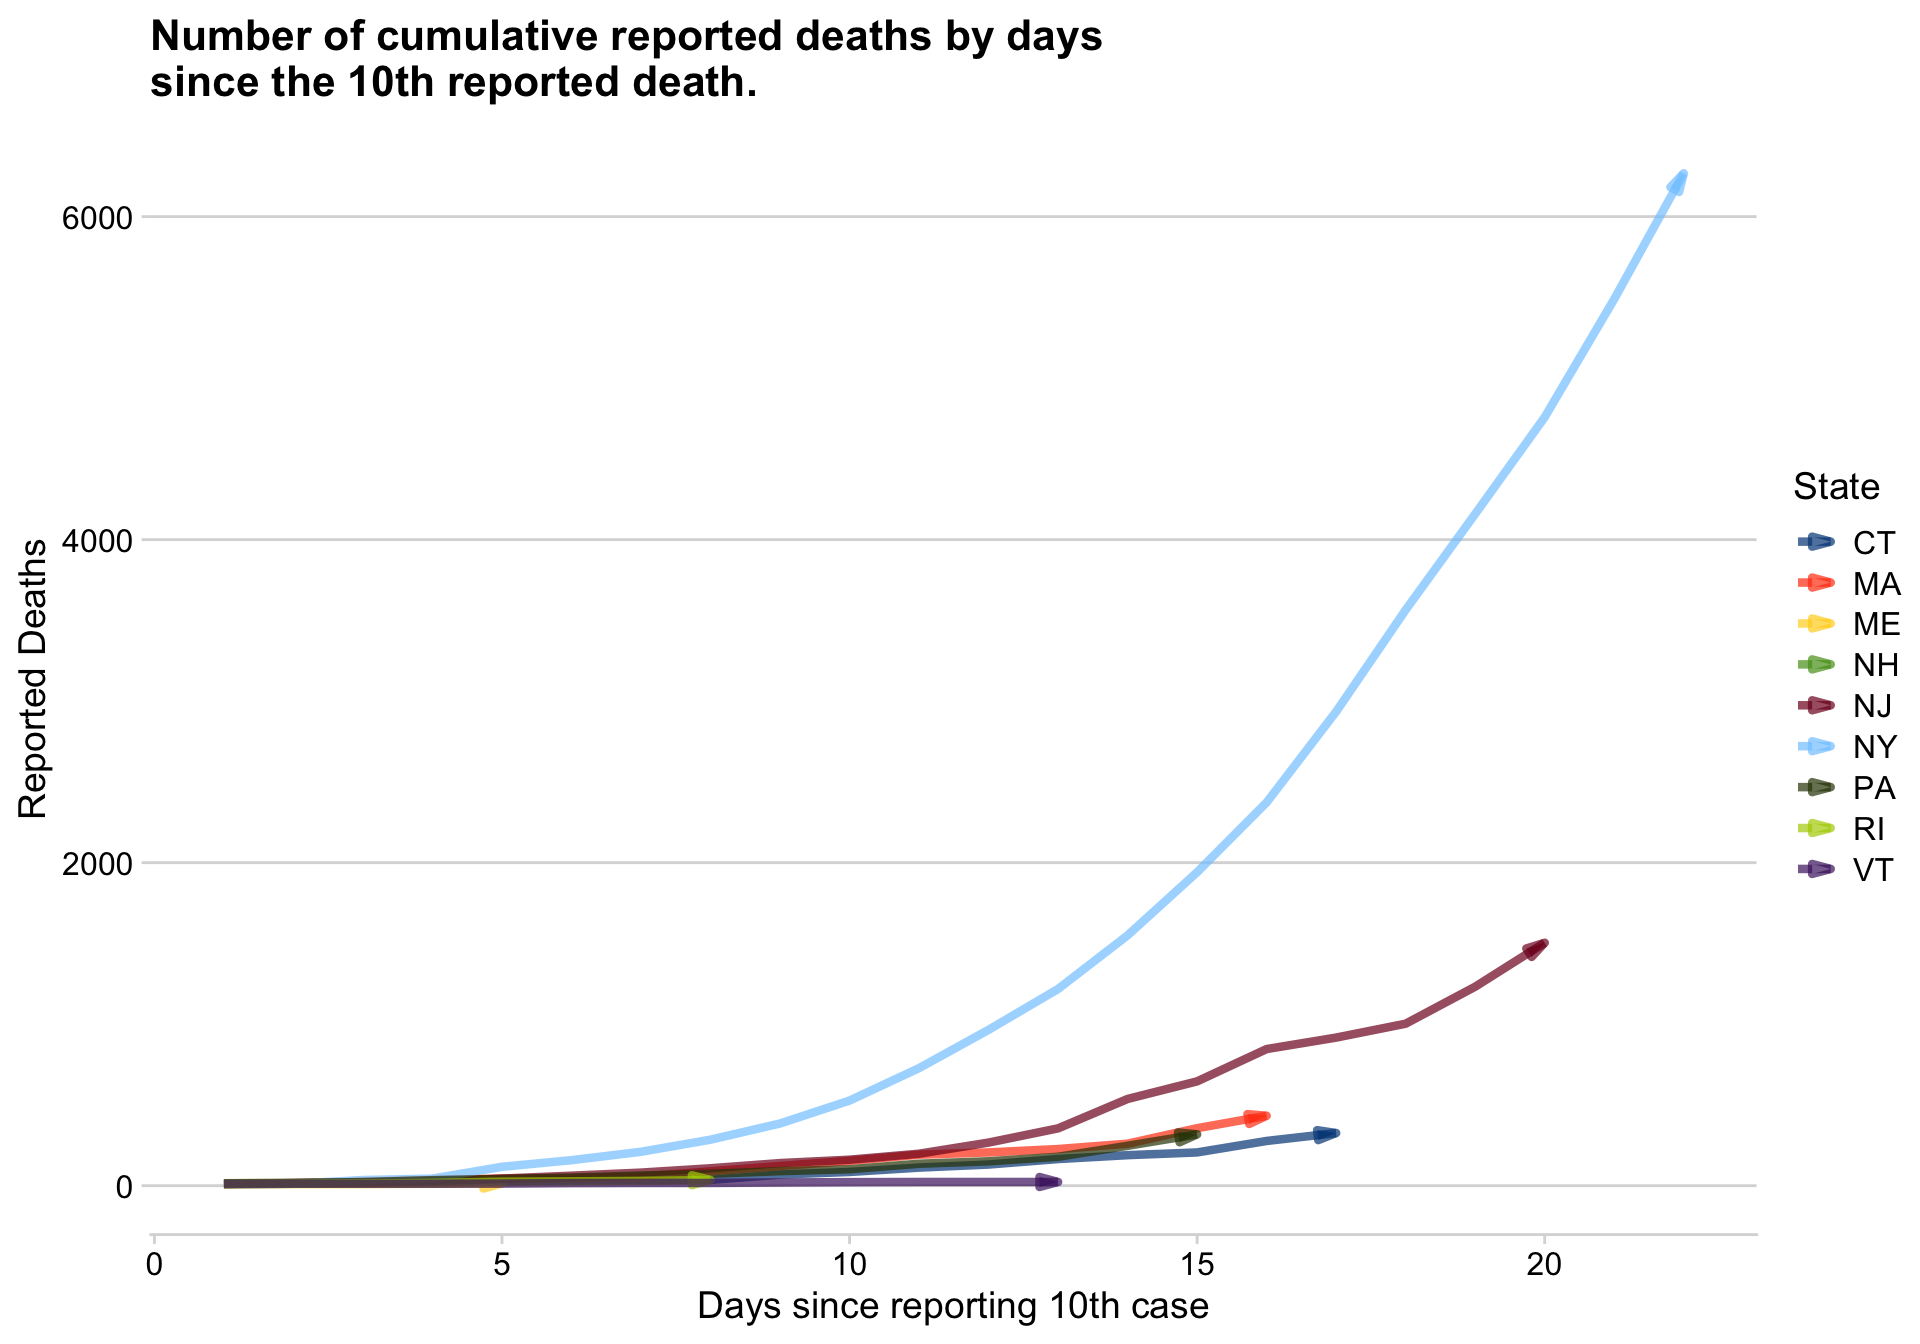 Number of cumulative reported deaths by days
since the 10th reported death.
6000
4000
2000
0
Reported Deaths
0 5 10 15 20
Days since reporting 10th case
State
CT
MA
ME
NH
NJ
NY
PA
RI
VT